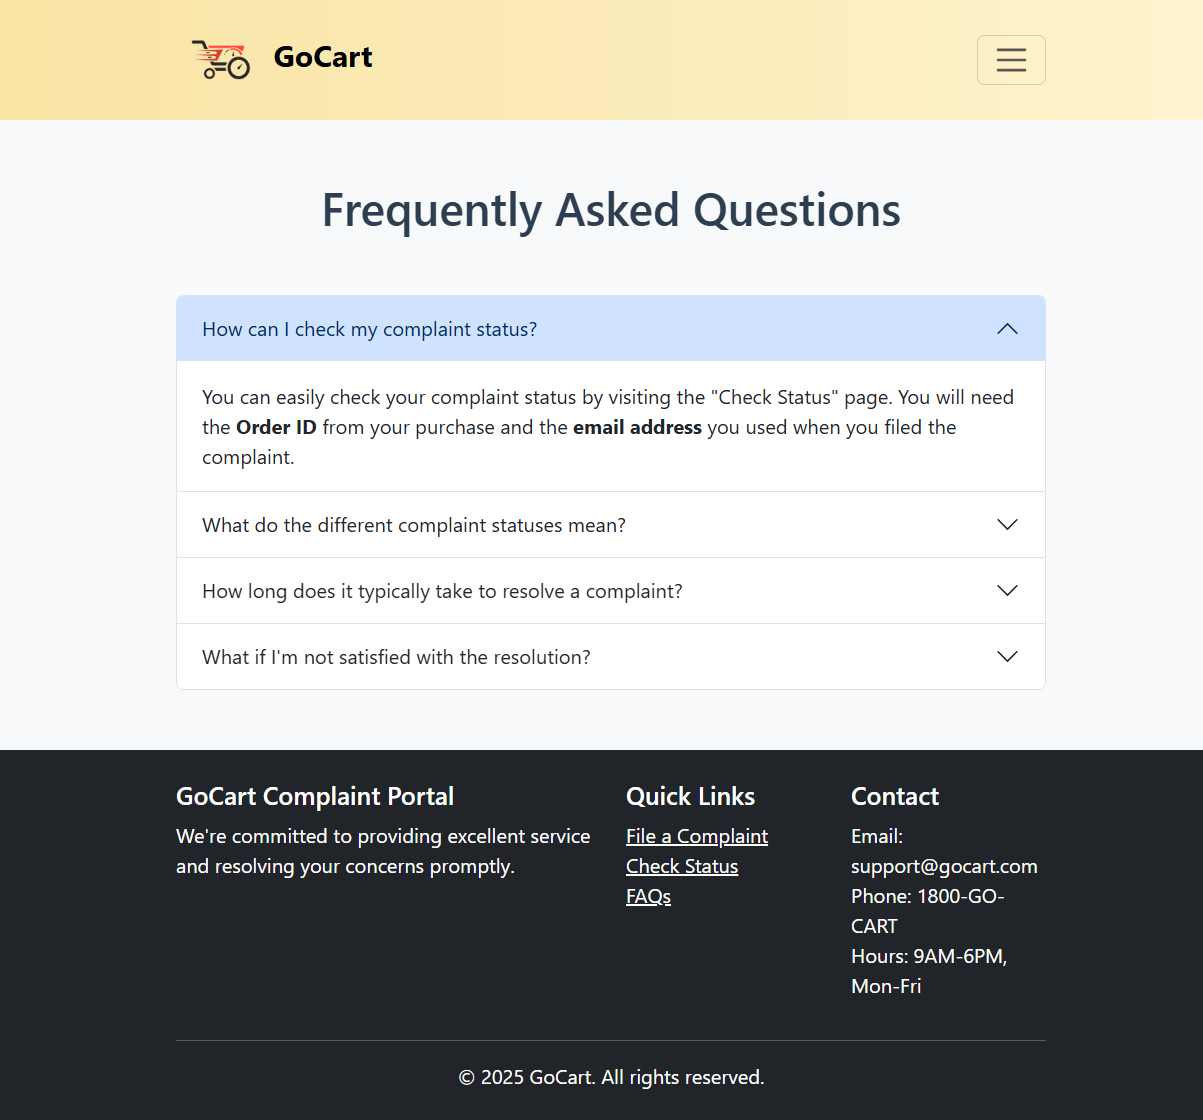 GoCart
Frequently Asked Questions
How can I check my complaint status?
You can easily check your complaint status by visiting the "Check Status" page. You will need
the Order ID from your purchase and the email address you used when you filed the
complaint.
What do the different complaint statuses mean?
How long does it typically take to resolve a complaint?
What if I'm not satisfied with the resolution?
GoCart Complaint Portal
We're committed to providing excellent service
and resolving your concerns promptly.
Quick Links
File a Complaint
Check Status
FAQs
Contact
Email:
support@gocart.com
Phone: 1800-GO-
CART
Hours: 9AM-6PM,
Mon-Fri
© 2025 GoCart. All rights reserved.